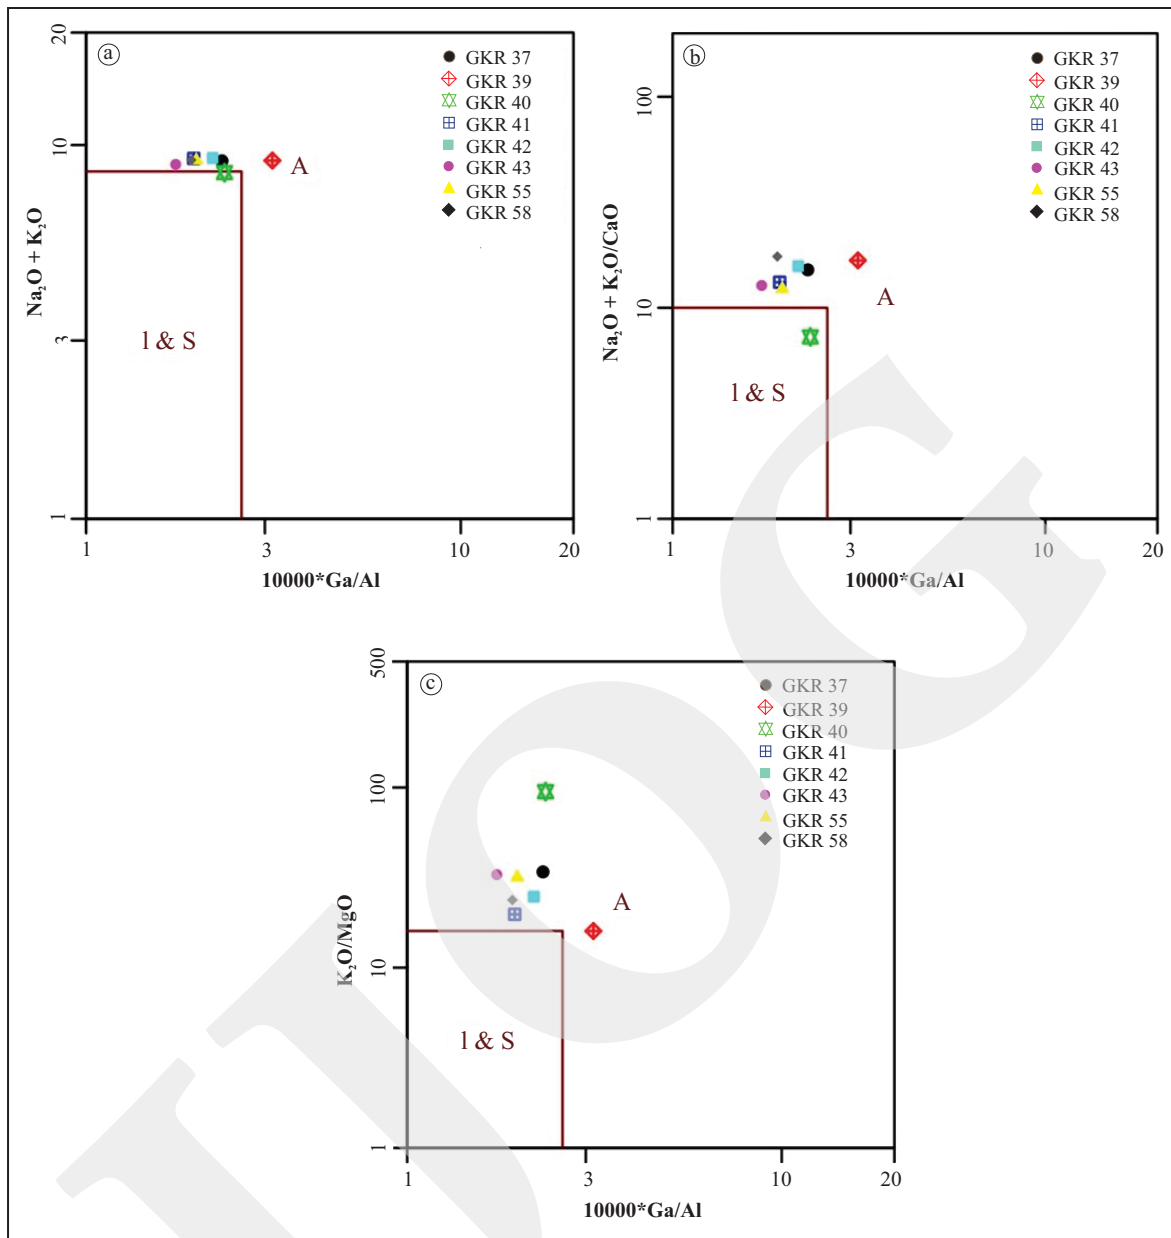 a
20
10
3
1
Na₂O + K₂O
GKR 37
GKR 39
GKR 40
GKR 41
GKR 42
GKR 43
GKR 55
GKR 58
A
l & S
1
3
10
20
10000*Ga/Al
b
100
10
1
Na₂O + K₂O/CaO
GKR 37
GKR 39
GKR 40
GKR 41
GKR 42
GKR 43
GKR 55
GKR 58
A
l & S
1
3
10
20
10000*Ga/Al
c
500
100
10
1
K₂O/MgO
GKR 37
GKR 39
GKR 40
GKR 41
GKR 42
GKR 43
GKR 55
GKR 58
A
l & S
1
3
10
20
10000*Ga/Al